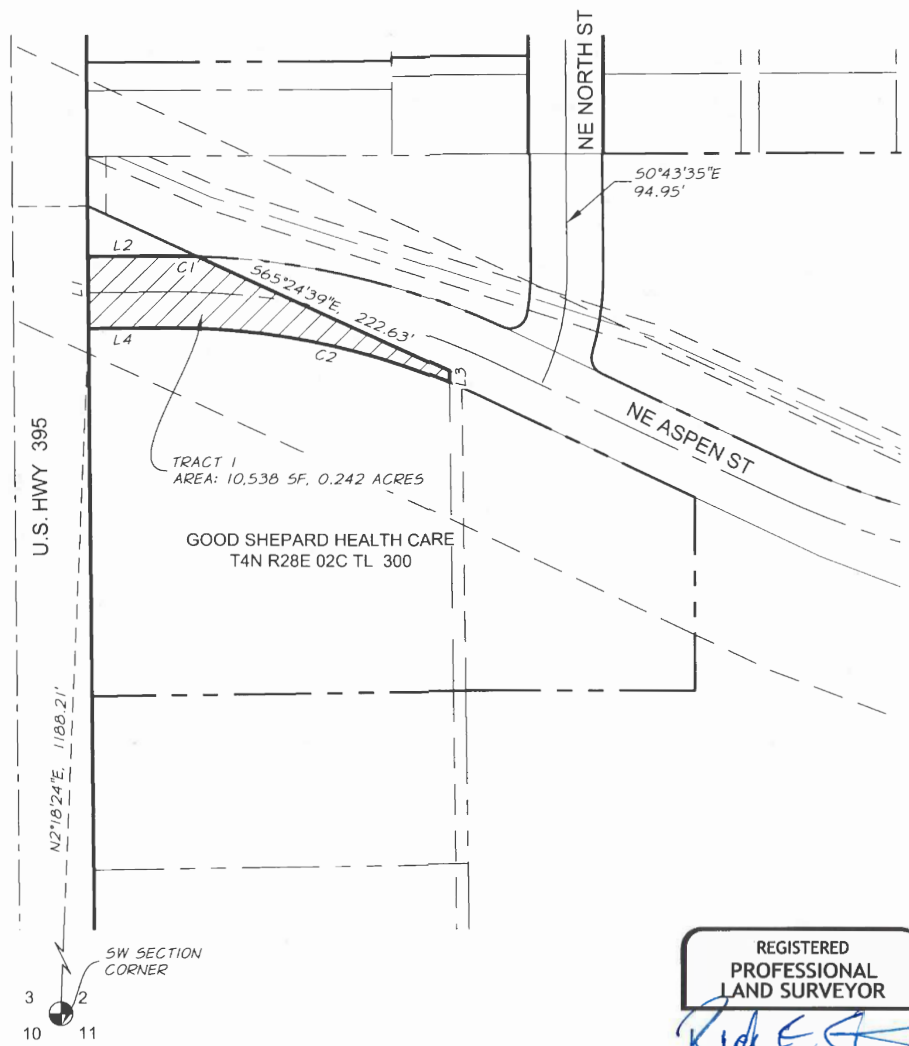 NE NORTH ST
S0°43'35"E
94.95'
L2
C1
S65°24'39"E, 222.63'
L1
L4
C2
L3
NE ASPEN ST
U.S. HWY 395
TRACT 1
AREA: 10,538 SF, 0.242 ACRES
GOOD SHEPARD HEALTH CARE
T4N R28E 02C TL 300
N2°18'24"E, 1188.21'
SW SECTION
CORNER
3 2
10 11
REGISTERED
PROFESSIONAL
LAND SURVEYOR